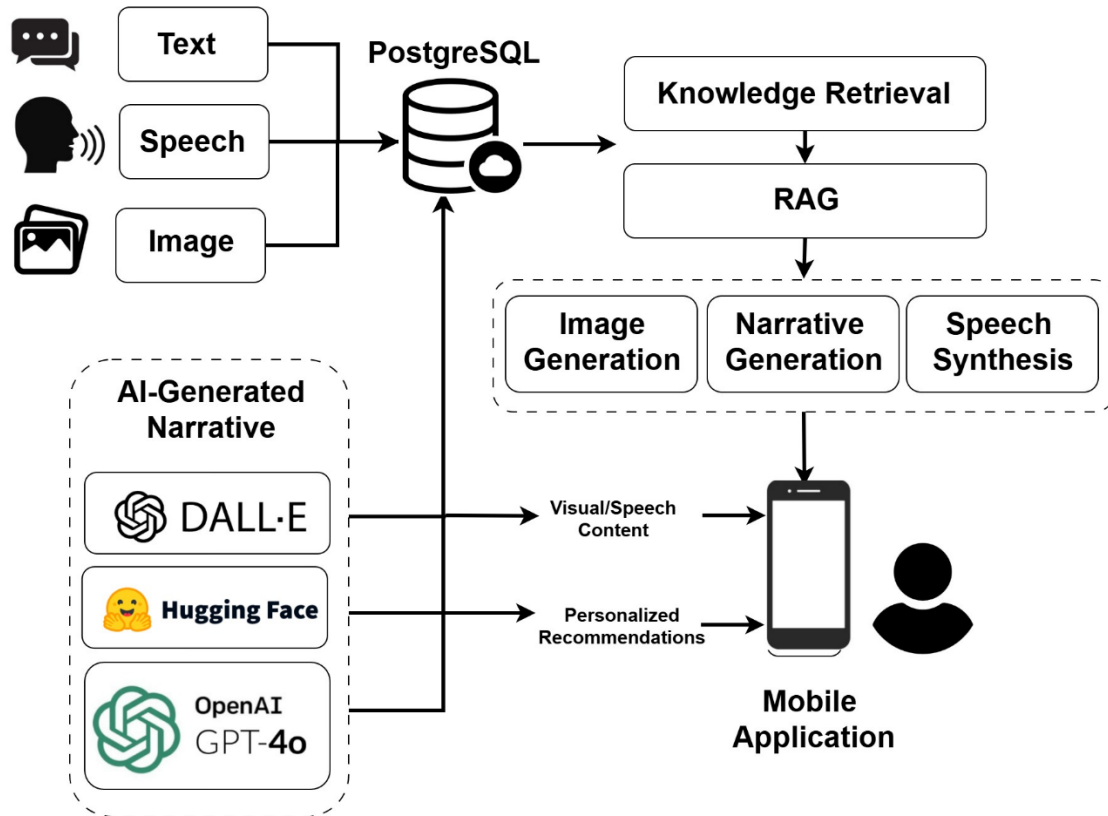 Text
PostgreSQL
Speech
Image
Knowledge Retrieval
RAG
Image
Generation
Narrative
Generation
Speech
Synthesis
AI-Generated
Narrative
DALL·E
Hugging Face
OpenAI
GPT-4o
Visual/Speech
Content
Personalized
Recommendations
Mobile
Application